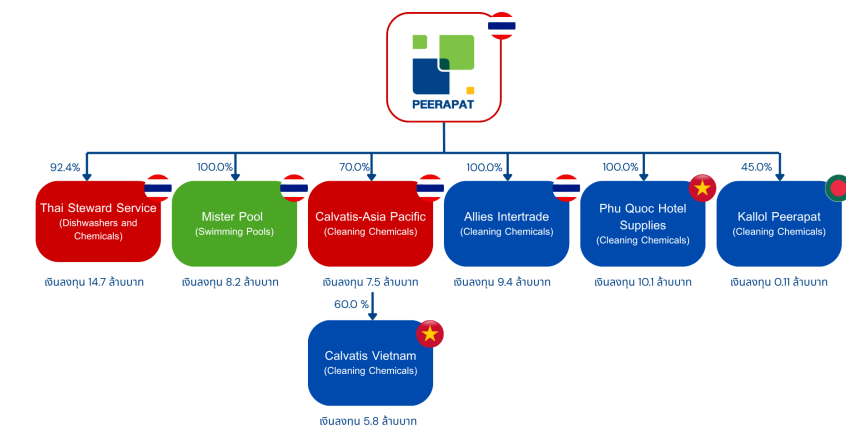 PEERAPAT
92.4%
100.0%
70.0%
100.0%
100.0%
45.0%
Thai Steward Service
(Dishwashers and
Chemicals)
Mister Pool
(Swimming Pools)
Calvatis-Asia Pacific
(Cleaning Chemicals)
Allies Intertrade
(Cleaning Chemicals)
Phu Quoc Hotel
Supplies
(Cleaning Chemicals)
Kallol Peerapat
(Cleaning Chemicals)
เงินลงทุน 14.7 ล้านบาท
เงินลงทุน 8.2 ล้านบาท
เงินลงทุน 7.5 ล้านบาท
เงินลงทุน 9.4 ล้านบาท
เงินลงทุน 10.1 ล้านบาท
เงินลงทุน 0.11 ล้านบาท
60.0 %
Calvatis Vietnam
(Cleaning Chemicals)
เงินลงทุน 5.8 ล้านบาท